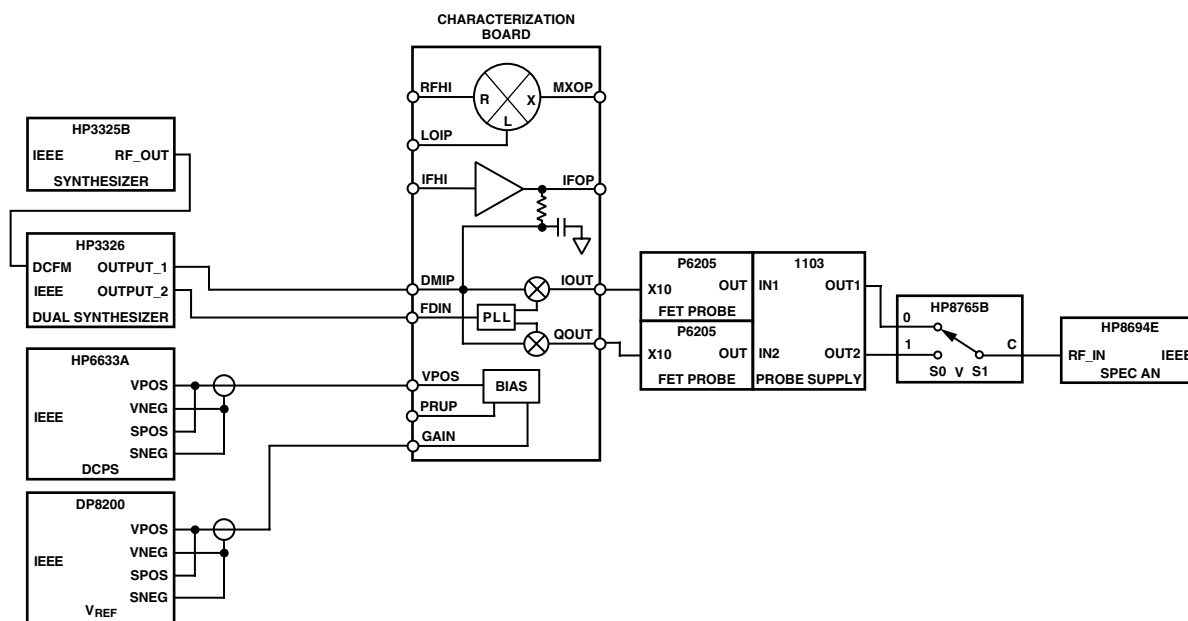 CHARACTERIZATION
BOARD
RFHI
R
X
L
MXOP
LOIP
IFHI
IFOP
HP3325B
IEEE RF_OUT
SYNTHESIZER
HP3326
DCFM OUTPUT_1
IEEE OUTPUT_2
DUAL SYNTHESIZER
DMIP
IOUT
FDIN
PLL
QOUT
VPOS
BIAS
PRUP
GAIN
HP6633A
VPOS
VNEG
IEEE
SPOS
SNEG
DCPS
DP8200
VPOS
VNEG
IEEE
SPOS
SNEG
VREF
P6205
X10 OUT
FET PROBE
P6205
X10 OUT
FET PROBE
1103
IN1 OUT1
IN2 OUT2
PROBE SUPPLY
HP8765B
0
1
C
S0 V S1
HP8694E
RF_IN IEEE
SPEC AN